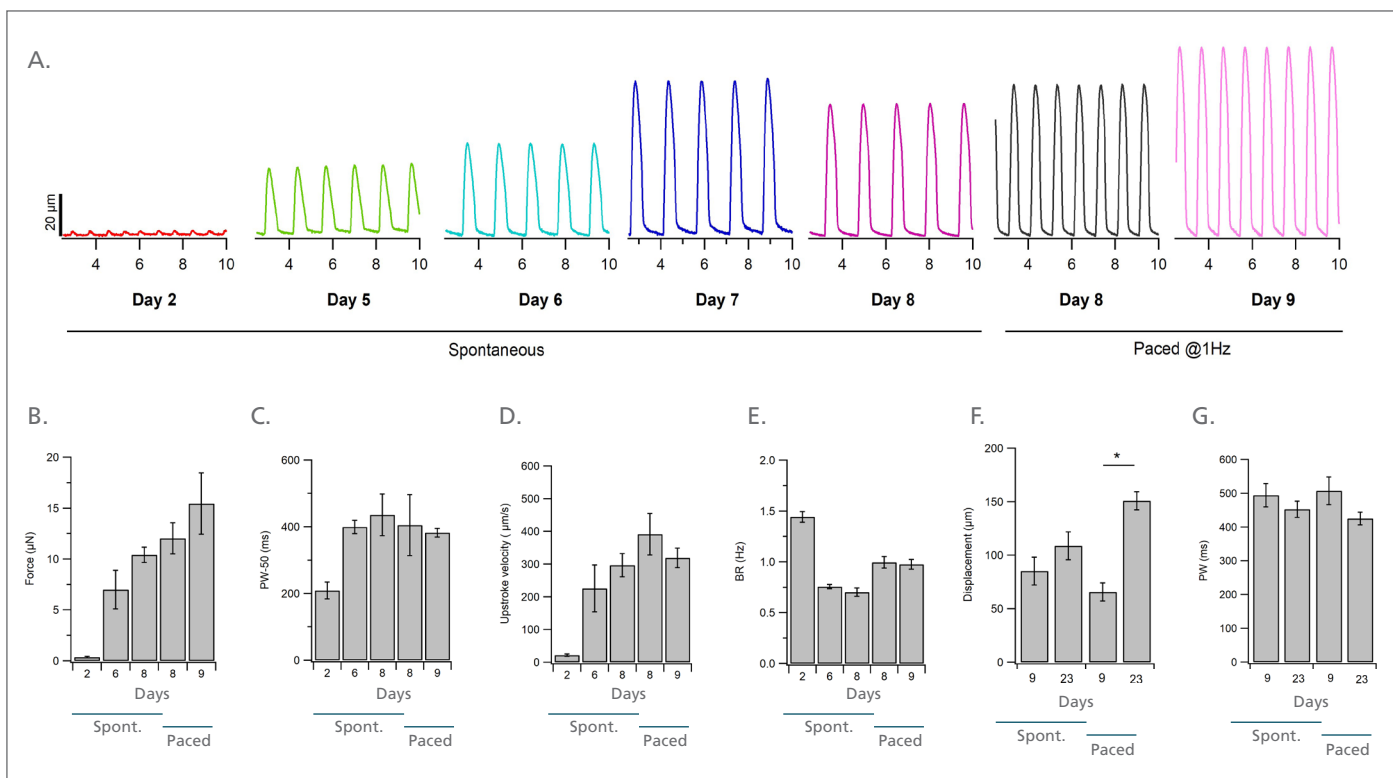 A.
20 µm
4 6 8 10
4 6 8 10
4 6 8 10
4 6 8 10
4 6 8 10
4 6 8 10
4 6 8 10
Day 2
Day 5
Day 6
Day 7
Day 8
Day 8
Day 9
Spontaneous
Paced @1Hz
B.
Force (µN)
20
15
10
5
0
2 6 8 8 9
Days
Spont.
Paced
C.
PW-50 (ms)
600
400
200
0
2 6 8 8 9
Days
Spont.
Paced
D.
Upstroke velocity ( µm/s)
600
500
400
300
200
100
0
2 6 8 8 9
Days
Spont.
Paced
E.
BR (Hz)
2.0
1.5
1.0
0.5
0.0
2 6 8 8 9
Days
Spont.
Paced
F.
Displacement (µm)
200
150
100
50
0
*
9 23 9 23
Days
Spont.
Paced
G.
PW (ms)
600
500
400
300
200
100
0
9 23 9 23
Days
Spont.
Paced